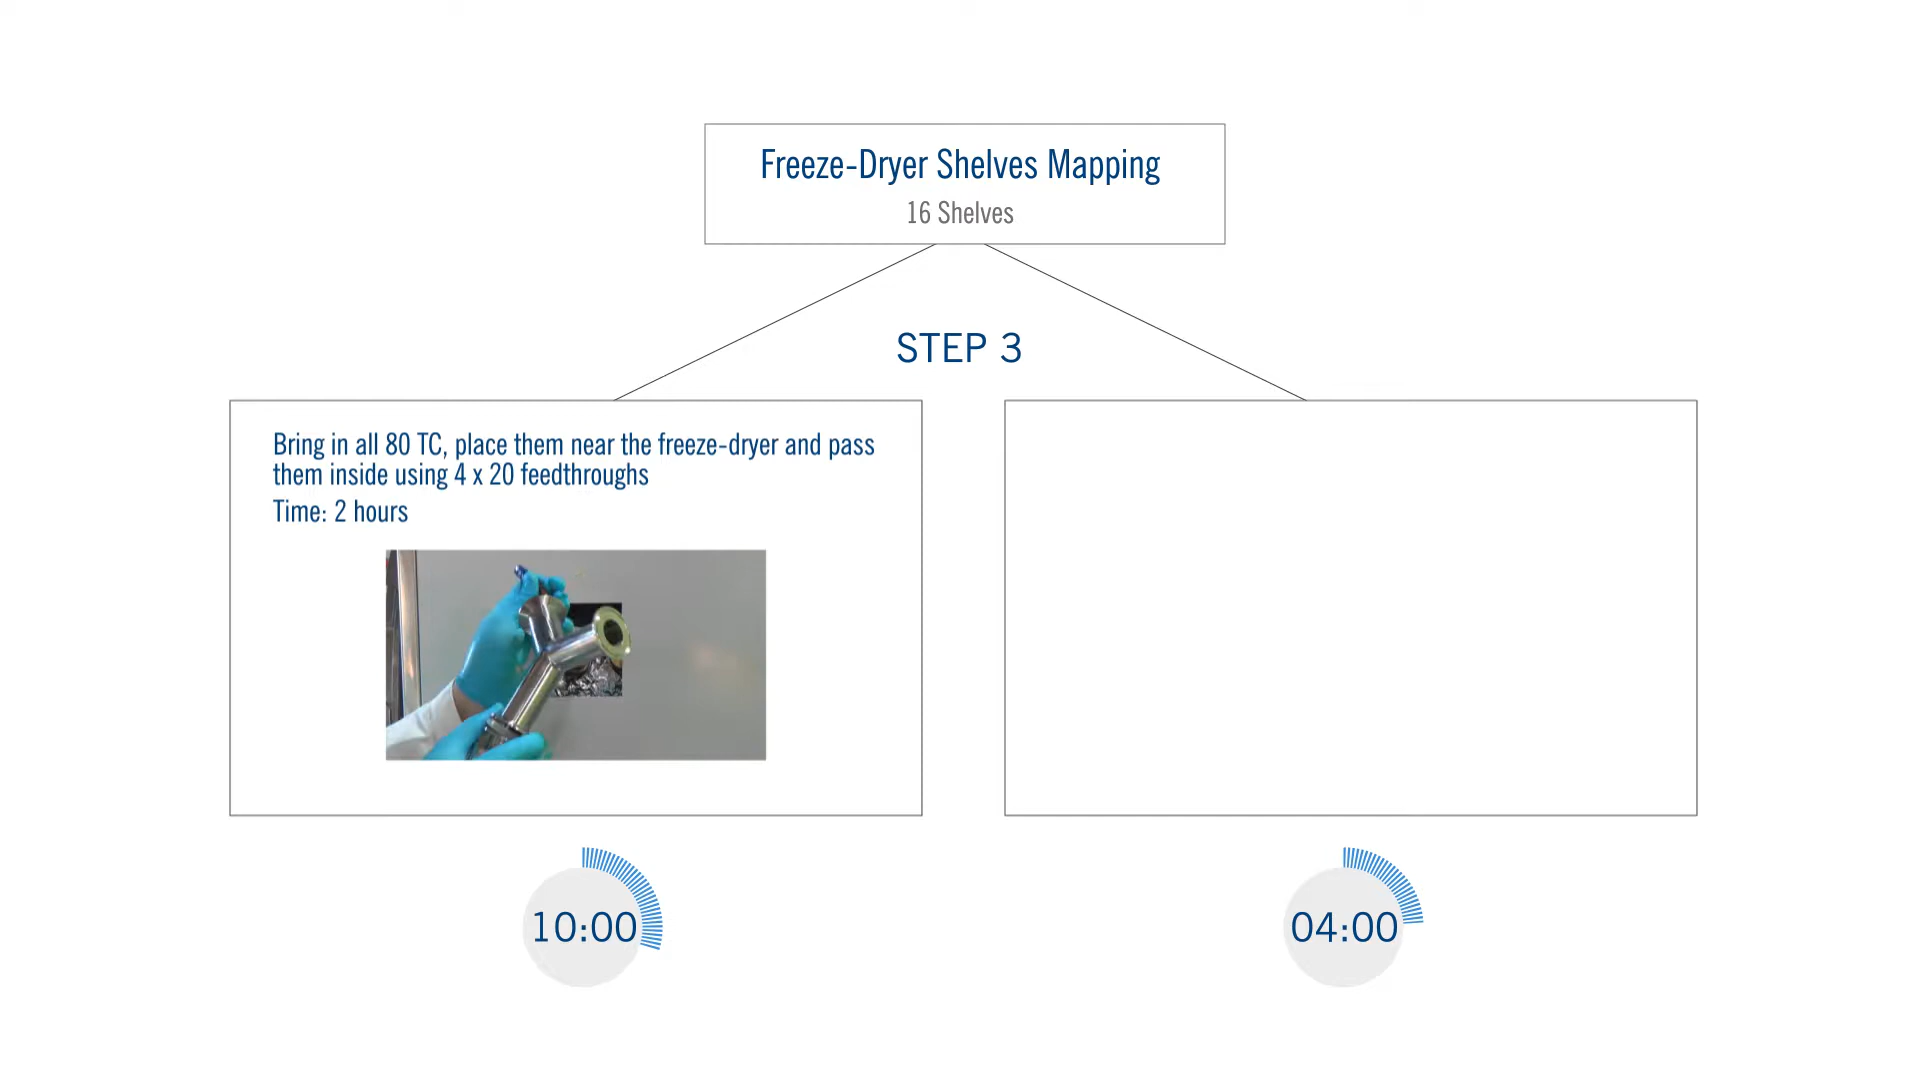 Freeze-Dryer Shelves Mapping
16 Shelves
STEP 3
Bring in all 80 TC, place them near the freeze-dryer and pass
them inside using 4 x 20 feedthroughs
Time: 2 hours
10:00
04:00